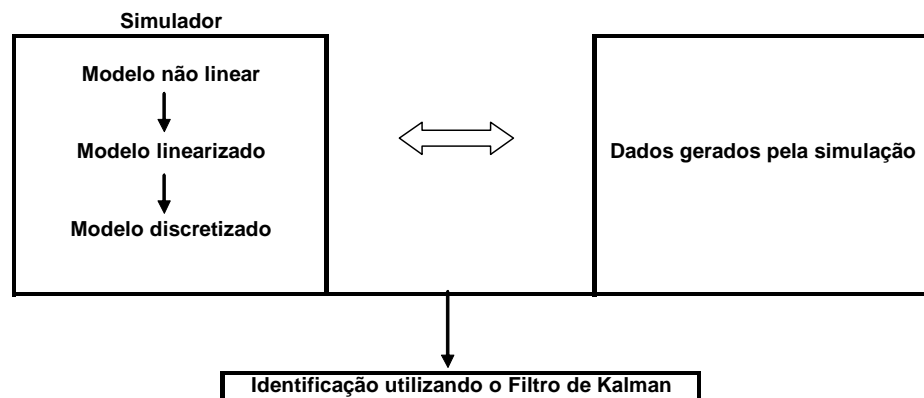 Simulador
Modelo não linear
Modelo linearizado
Dados gerados pela simulação
Modelo discretizado
Identificação utilizando o Filtro de Kalman